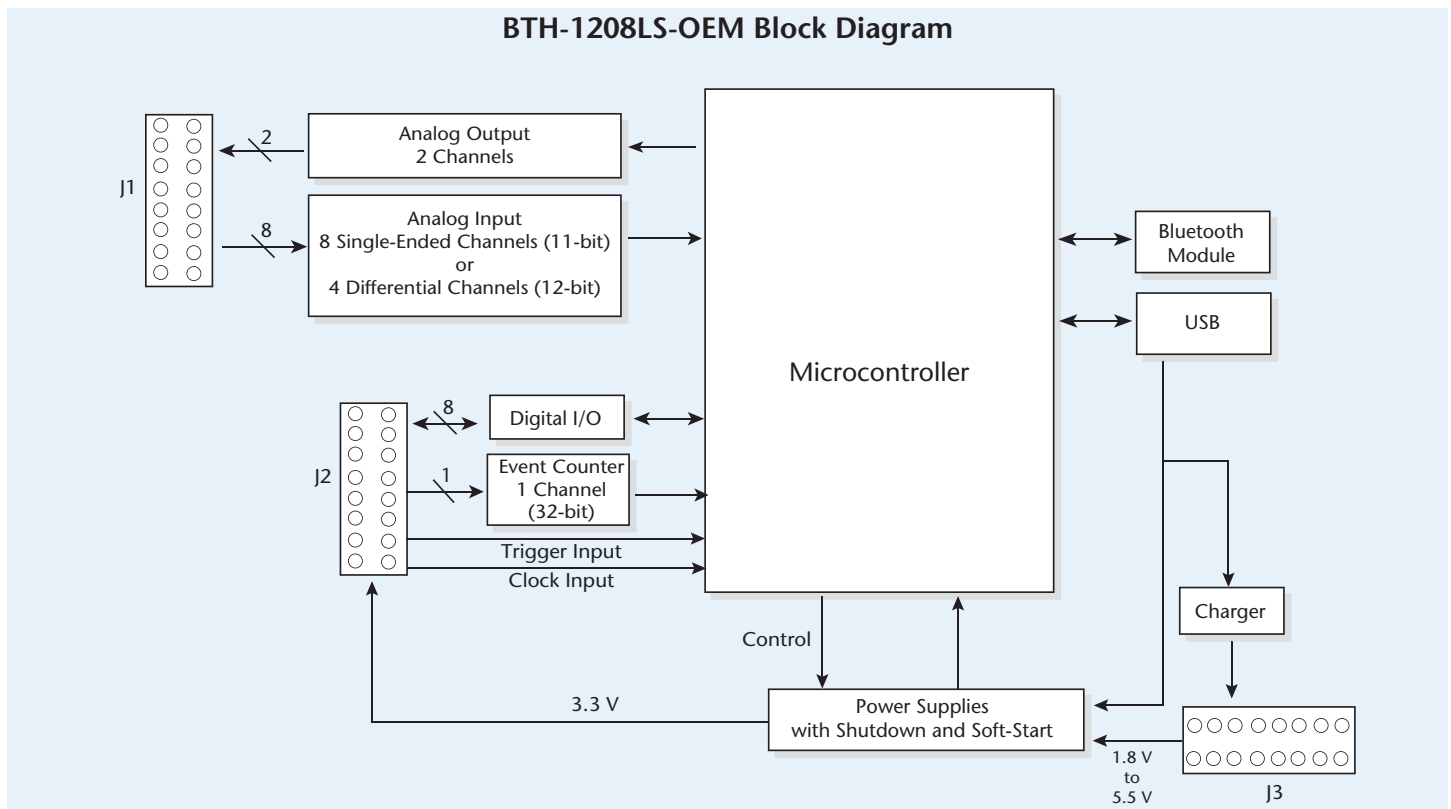 BTH-1208LS-OEM Block Diagram
J1
2
Analog Output
2 Channels
8
Analog Input
8 Single-Ended Channels (11-bit)
or
4 Differential Channels (12-bit)
Microcontroller
Bluetooth
Module
USB
J2
8
Digital I/O
1
Event Counter
1 Channel
(32-bit)
Trigger Input
Clock Input
Charger
Control
3.3 V
Power Supplies
with Shutdown and Soft-Start
1.8 V
to
5.5 V
J3